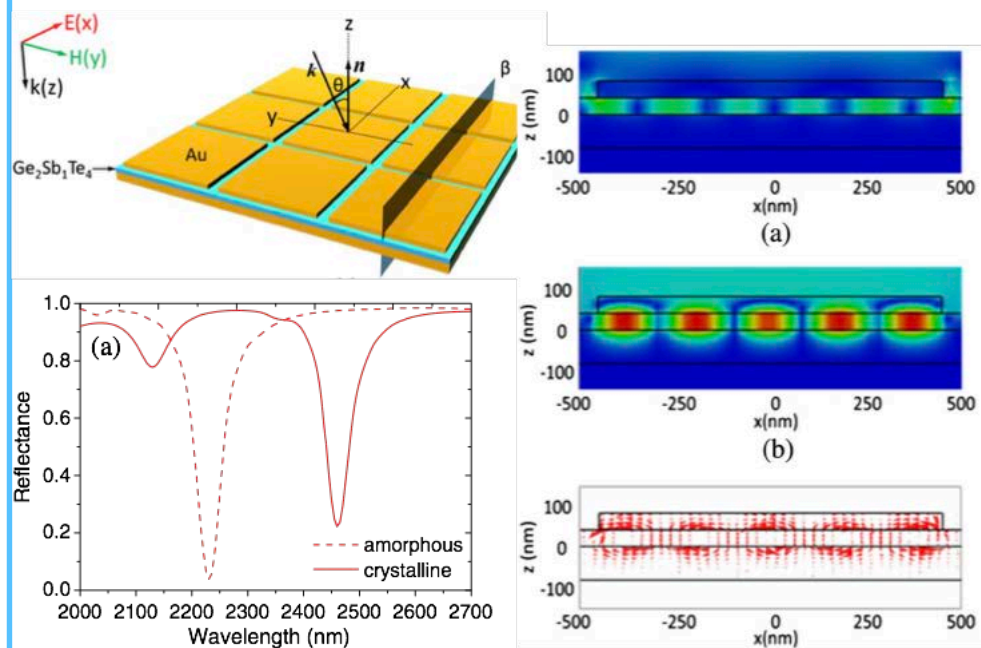 E(x)
H(y)
k(z)
z
k
n
θ
x
y
β
Au
Ge₂Sb₁Te₄
100
0
-100
z (nm)
-500
-250
0
250
500
x(nm)
(a)
100
0
-100
z (nm)
-500
-250
0
250
500
x(nm)
(b)
100
0
-100
z (nm)
-500
-250
0
250
500
x(nm)
1.0
0.8
0.6
0.4
0.2
0.0
Reflectance
(a)
amorphous
crystalline
2000 2100 2200 2300 2400 2500 2600 2700
Wavelength (nm)